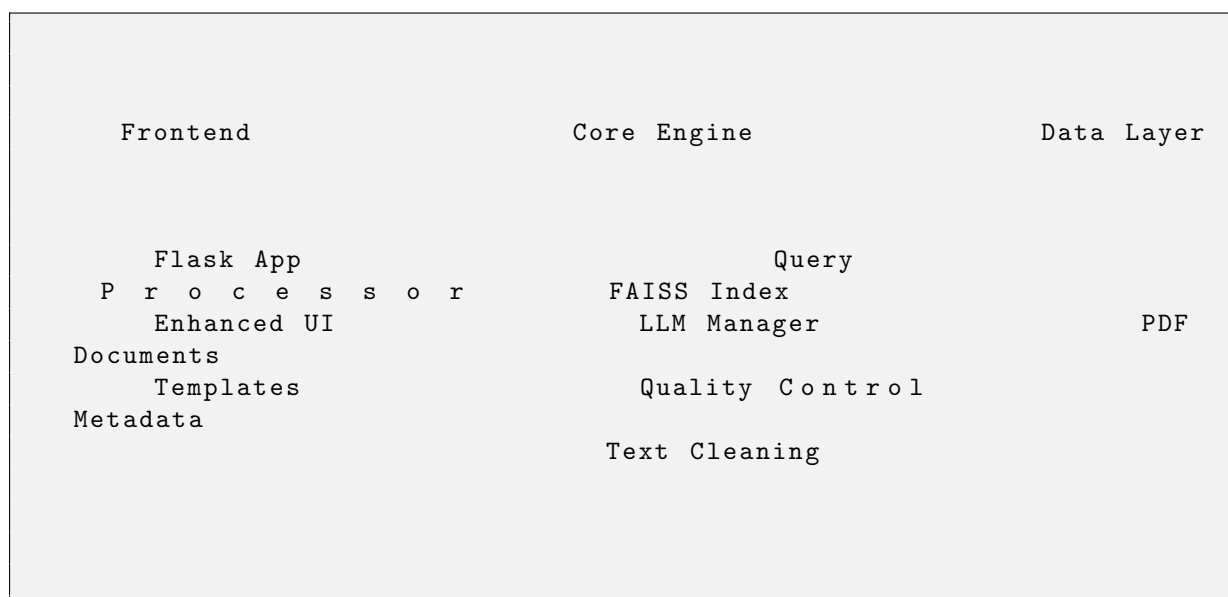 Frontend Core Engine Data Layer
Flask App Query
P r o c e s s o r FAISS Index
Enhanced UI LLM Manager PDF
Documents
Templates Quality C o n t r o l
Metadata
Text Cleaning